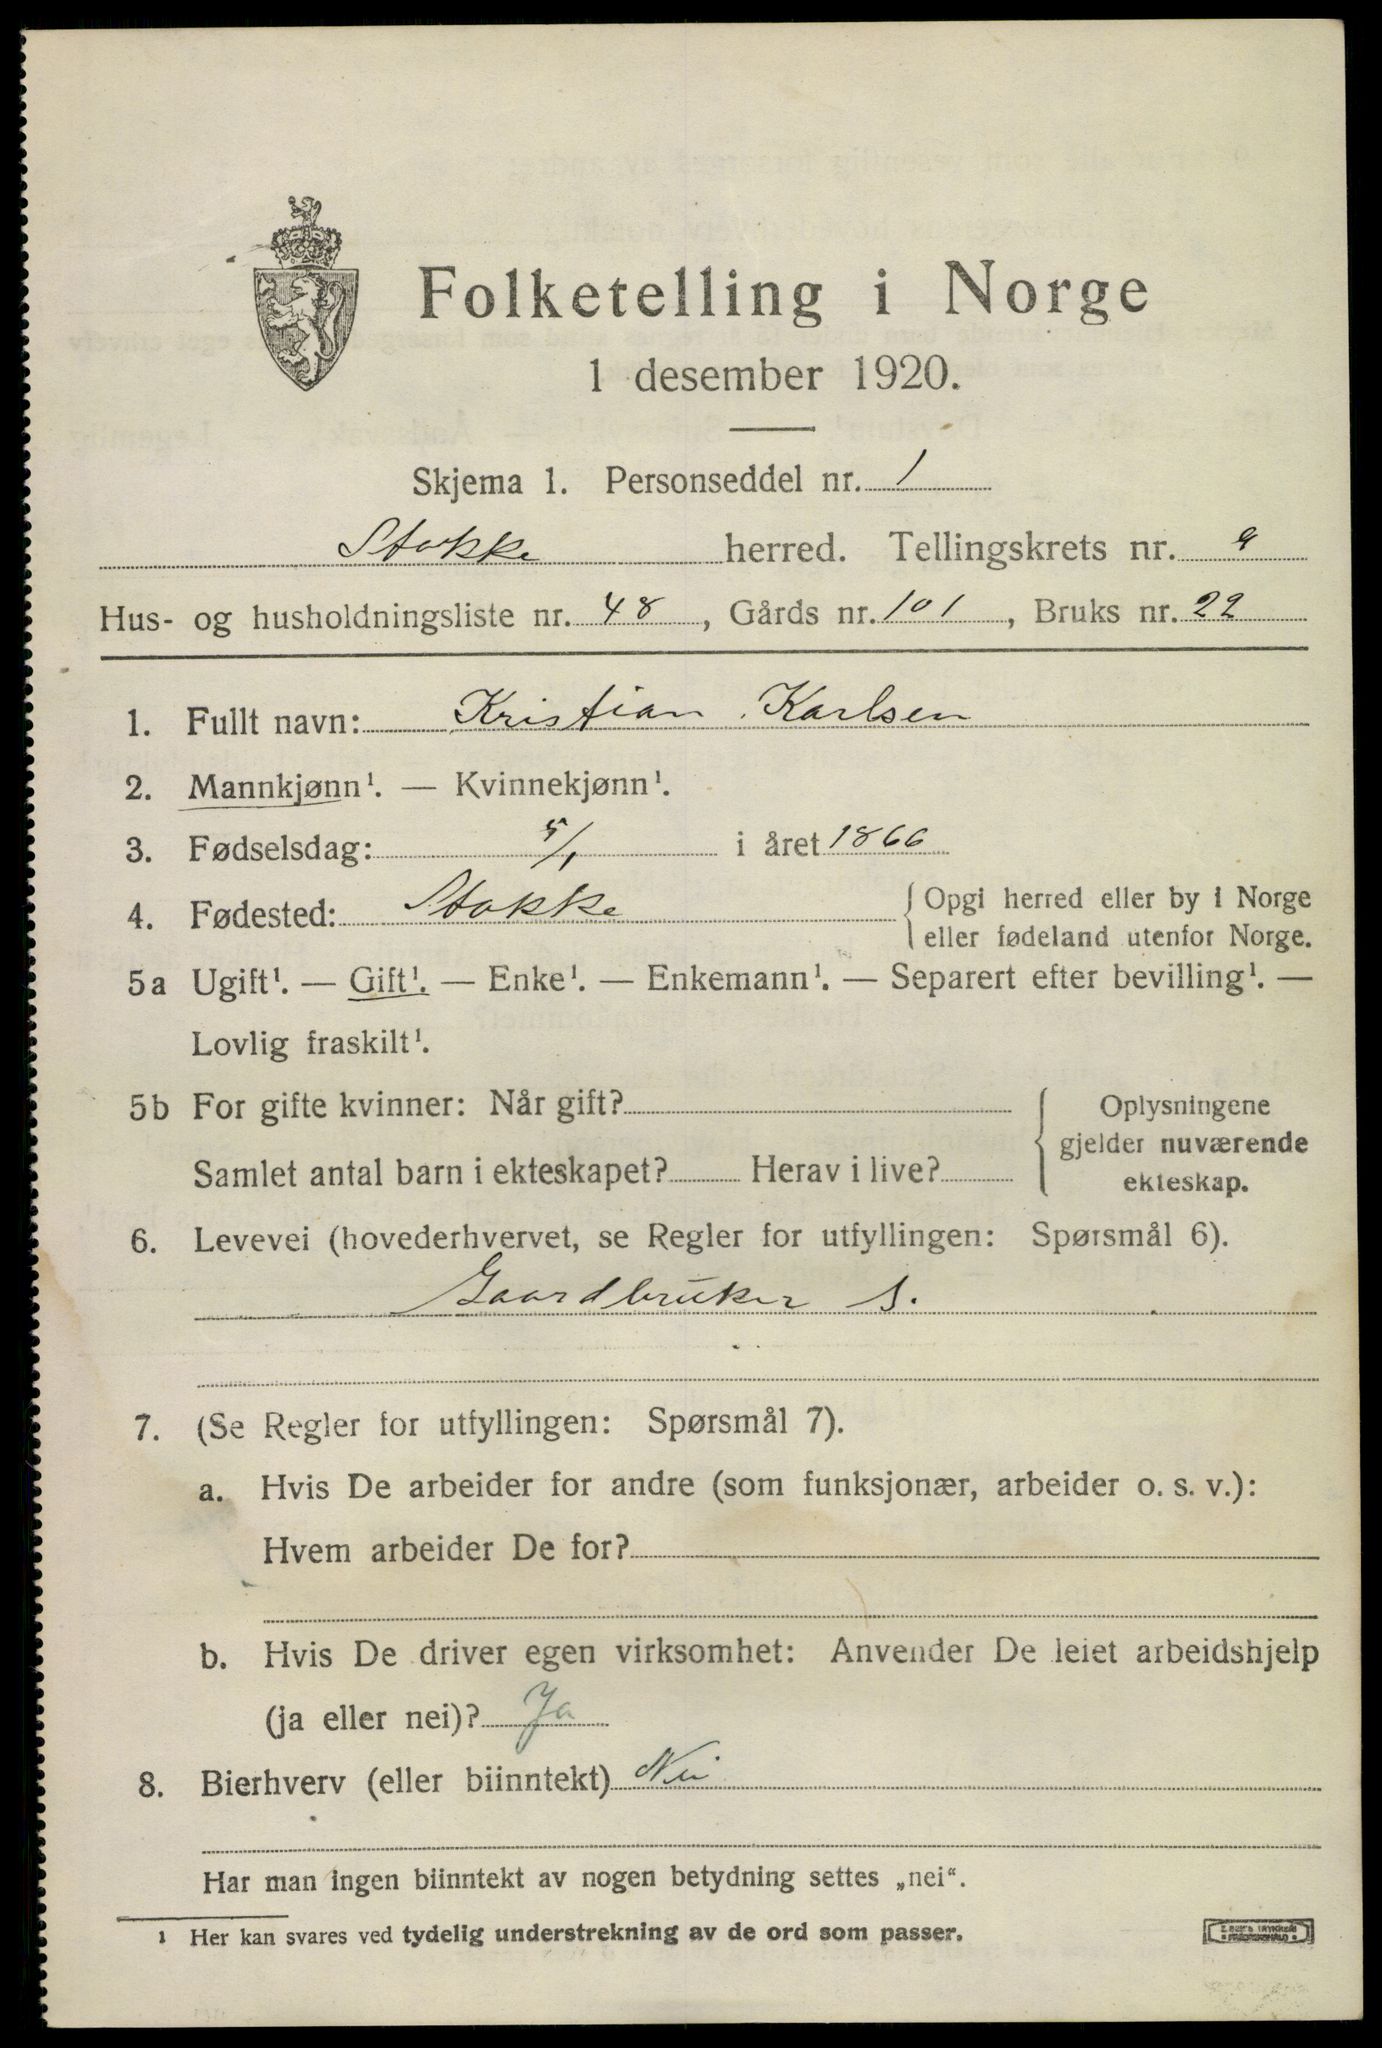 Folketelling i Norge
1 desember 1920.
Skjema 1. Personseddel nr. 1
Stokke herred. Tellingskrets nr. 9
Hus- og husholdningsliste nr. 48, Gårds nr. 101, Bruks nr. 22
1. Fullt navn: Kristian Karlsen
2. Mannkjønn¹. — Kvinnekjønn¹.
3. Fødselsdag: 5/1 i året 1866
4. Fødested: Stokke { Opgi herred eller by i Norge
eller fødeland utenfor Norge.
5a Ugift¹. — Gift¹. — Enke¹. — Enkemann¹. — Separert efter bevilling¹. —
Lovlig fraskilt¹.
5b For gifte kvinner: Når gift? { Oplysningene
gjelder nuværende
Samlet antal barn i ekteskapet? Herav i live? ekteskap.
6. Levevei (hovederhvervet, se Regler for utfyllingen: Spørsmål 6).
Gaardbruker s.
7. (Se Regler for utfyllingen: Spørsmål 7).
a. Hvis De arbeider for andre (som funksjonær, arbeider o. s. v.):
Hvem arbeider De for?
b. Hvis De driver egen virksomhet: Anvender De leiet arbeidshjelp
(ja eller nei)? Ja
8. Bierhverv (eller biinntekt) Nei
Har man ingen biinntekt av nogen betydning settes „nei“.
¹ Her kan svares ved tydelig understrekning av de ord som passer.